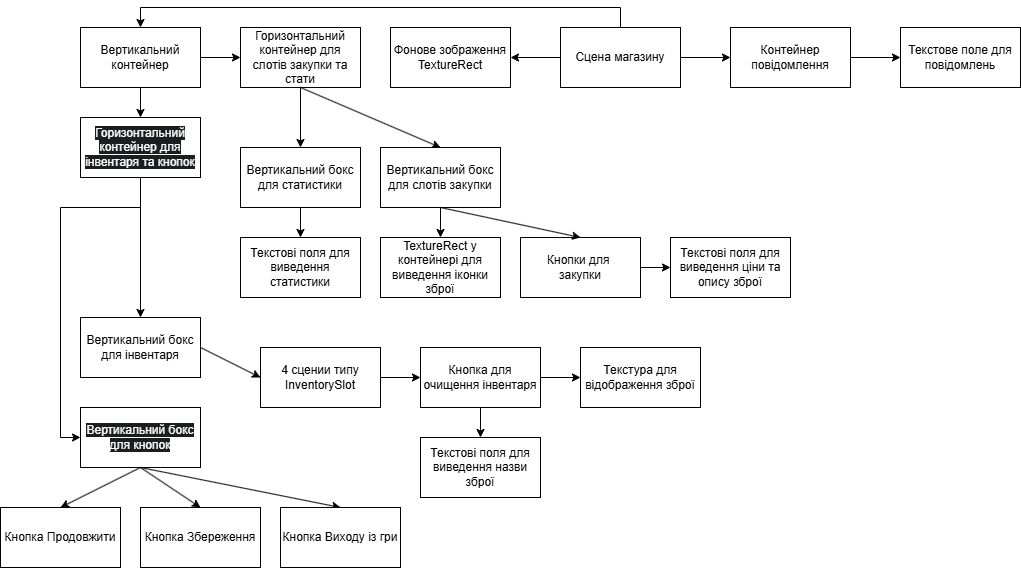 Вертикальний
контейнер
Горизонтальний
контейнер для
слотів закупки та
стати
Фонове зображення
TextureRect
Сцена магазину
Контейнер
повідомлення
Текстове поле для
повідомлень
Горизонтальний
контейнер для
інвентаря та кнопок
Вертикальний бокс
для статистики
Вертикальний бокс
для слотів закупки
Текстові поля для
виведення
статистики
TextureRect у
контейнері для
виведення іконки
зброї
Кнопки для
закупки
Текстові поля для
виведення ціни та
опису зброї
Вертикальний бокс
для інвентаря
4 сцении типу
InventorySlot
Кнопка для
очищення інвентаря
Текстура для
відображення зброї
Вертикальний бокс
для кнопок
Текстові поля для
виведення назви
зброї
Кнопка Продовжити
Кнопка Збереження
Кнопка Виходу із гри